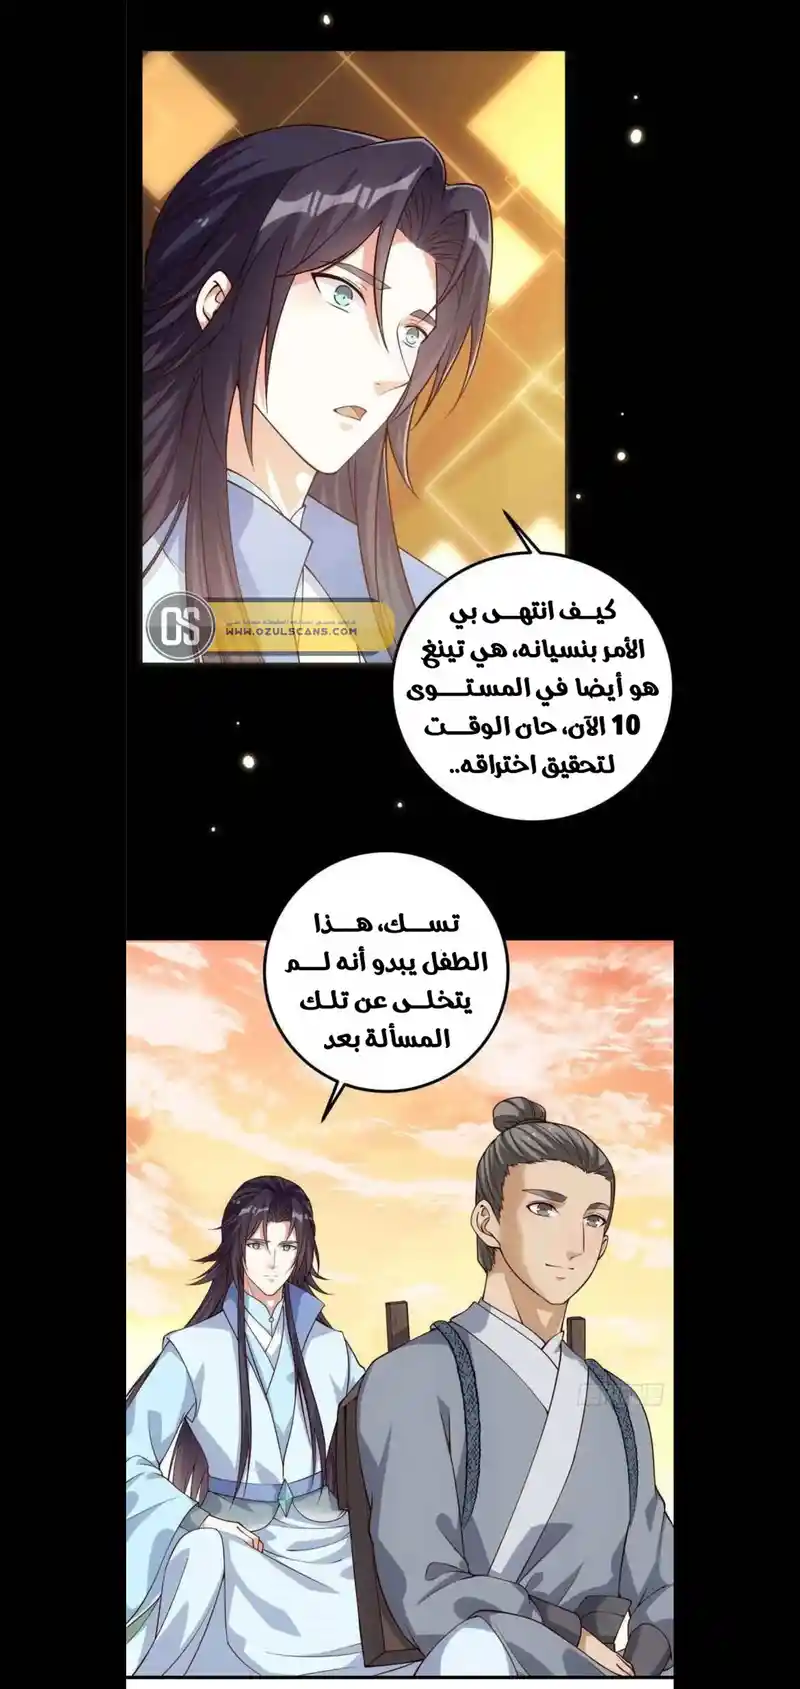 WWW.OZULSCANS.COM
كيف انتهى بي
الأمر بنسيانه، هي تينغ
هو أيضا في المستوى
10 الآن، حان الوقت
لتحقيق اختراقه..
تسك، هذا
الطفل يبدو أنه لم
يتخلى عن تلك
المسألة بعد